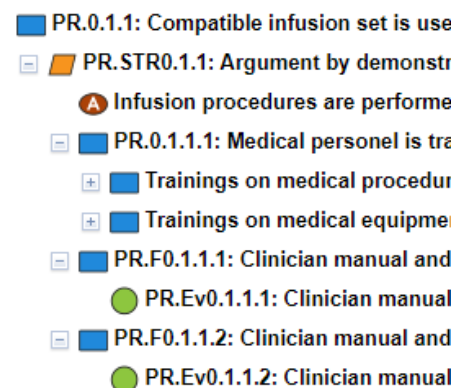 PR.0.1.1: Compatible infusion set is use
PR.STR0.1.1: Argument by demonstr
A Infusion procedures are performe
PR.0.1.1.1: Medical personel is tra
Trainings on medical procedur
Trainings on medical equipme
PR.F0.1.1.1: Clinician manual and
PR.Ev0.1.1.1: Clinician manual
PR.F0.1.1.2: Clinician manual and
PR.Ev0.1.1.2: Clinician manual